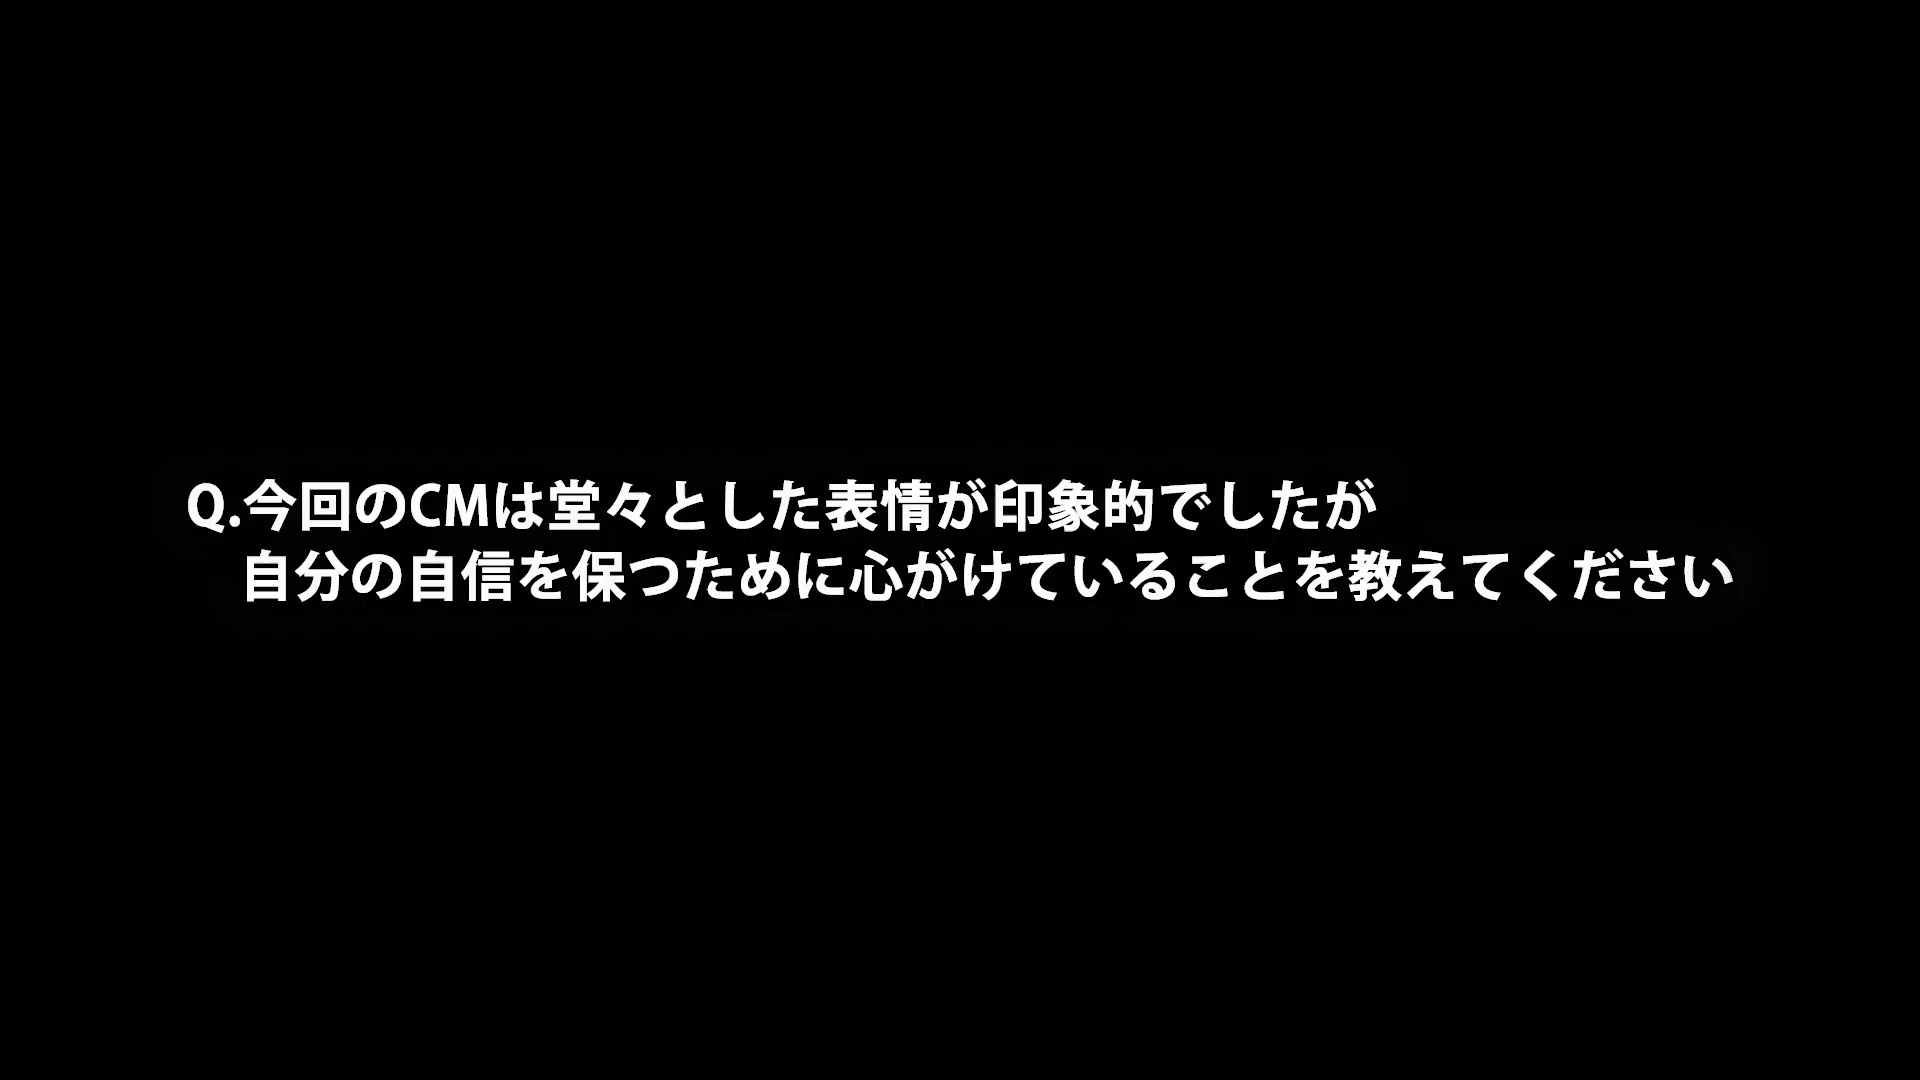 Q.今回のCMは堂々とした表情が印象的でしたが
自分の自信を保つために心がけていることを教えてください